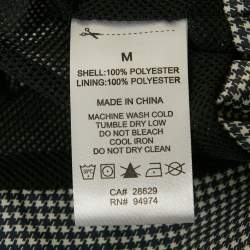 M
SHELL:100% POLYESTER
LINING:100% POLYESTER
MADE IN CHINA
MACHINE WASH COLD
TUMBLE DRY LOW
DO NOT BLEACH
COOL IRON
DO NOT DRY CLEAN
CA# 28629
RN# 94974